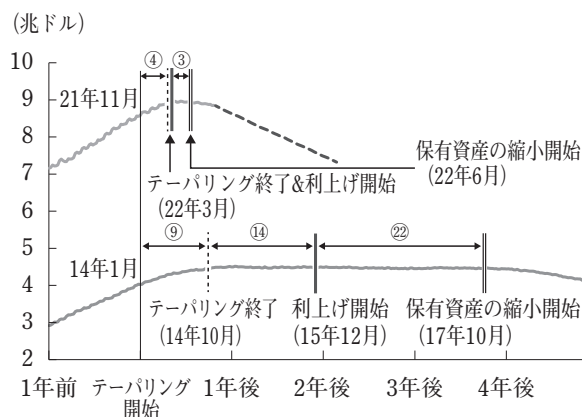 (兆ドル)
10
9
8
7
6
5
4
3
2
④
③
21年11月
保有資産の縮小開始
(22年6月)
テーパリング終了&利上げ開始
(22年3月)
⑨
⑭
㉒
14年1月
テーパリング終了
(14年10月)
利上げ開始
(15年12月)
保有資産の縮小開始
(17年10月)
1年前
テーパリング
開始
1年後
2年後
3年後
4年後